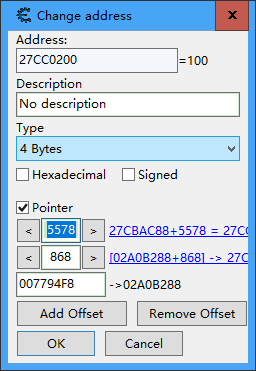 Change address
Address:
27CC0200 =100
Description
No description
Type
4 Bytes
Hexadecimal Signed
Pointer
< 5578 > 27CBAC88+5578 = 27CC
< 868 > [02A0B288+868] -> 27C
007794F8 ->02A0B288
Add Offset Remove Offset
OK Cancel